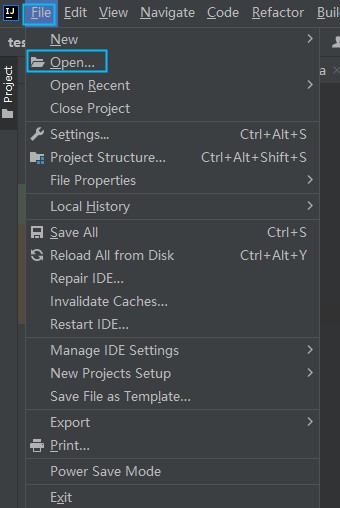 IJ File Edit View Navigate Code Refactor Buil
tes
Project
New
Open...
a
Open Recent
Close Project
Settings... Ctrl+Alt+S
Project Structure... Ctrl+Alt+Shift+S
File Properties
Local History
Save All Ctrl+S
Reload All from Disk Ctrl+Alt+Y
Repair IDE...
Invalidate Caches...
Restart IDE...
Manage IDE Settings
New Projects Setup
Save File as Template...
Export
Print...
Power Save Mode
Exit